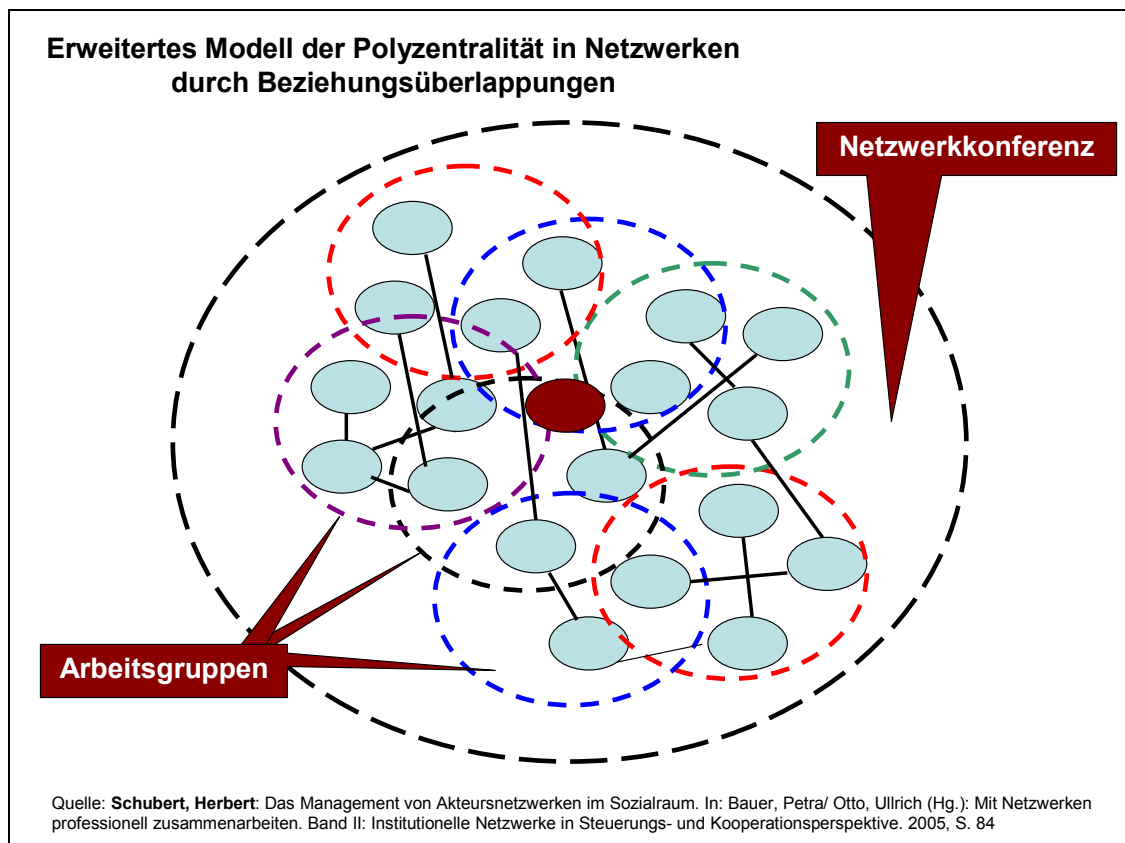 Erweitertes Modell der Polyzentralität in Netzwerken
durch Beziehungsüberlappungen
Netzwerkkonferenz
Arbeitsgruppen
Quelle: Schubert, Herbert: Das Management von Akteursnetzwerken im Sozialraum. In: Bauer, Petra/ Otto, Ullrich (Hg.): Mit Netzwerken
professionell zusammenarbeiten. Band II: Institutionelle Netzwerke in Steuerungs- und Kooperationsperspektive. 2005, S. 84